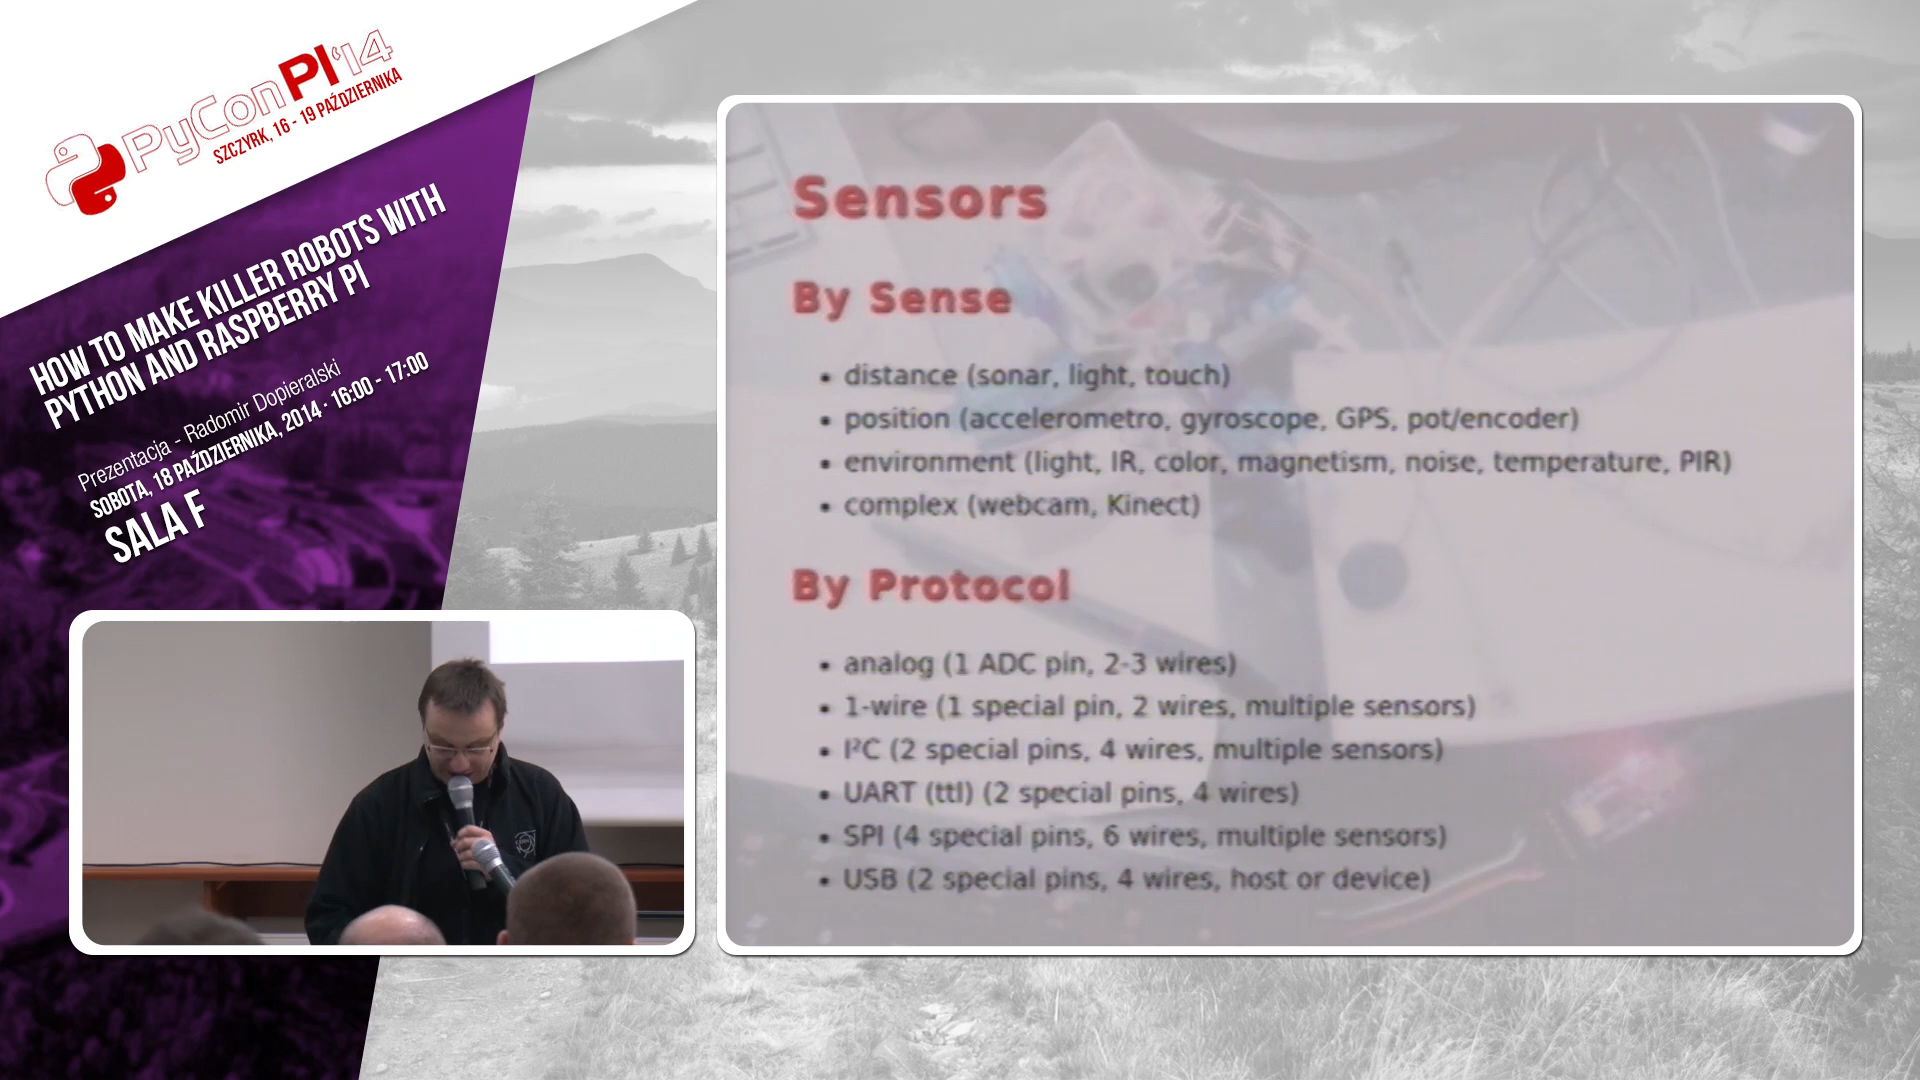 PyConPl'14
SZCZYRK, 16 - 19 PAŹDZIERNIKA
HOW TO MAKE KILLER ROBOTS WITH
PYTHON AND RASPBERRY PI
Prezentacja - Radomir Dopieralski
SOBOTA, 18 PAŹDZIERNIKA, 2014 · 16:00 - 17:00
SALA F
Sensors
By Sense
• distance (sonar, light, touch)
• position (accelerometro, gyroscope, GPS, pot/encoder)
• environment (light, IR, color, magnetism, noise, temperature, PIR)
• complex (webcam, Kinect)
By Protocol
• analog (1 ADC pin, 2-3 wires)
• 1-wire (1 special pin, 2 wires, multiple sensors)
• I²C (2 special pins, 4 wires, multiple sensors)
• UART (ttl) (2 special pins, 4 wires)
• SPI (4 special pins, 6 wires, multiple sensors)
• USB (2 special pins, 4 wires, host or device)